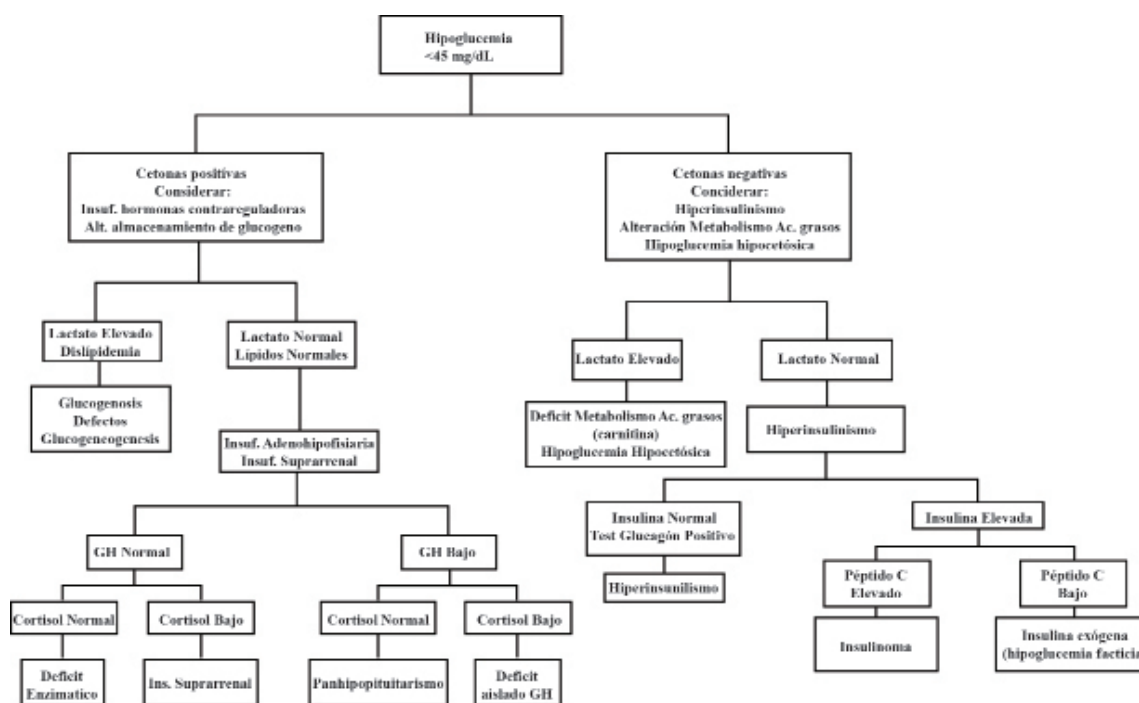 Hipoglucemia
<45 mg/dL
Cetonas positivas
Considerar:
Insuf. hormonas contrareguladoras
Alt. almacenamiento de glucogeno
Cetonas negativas
Conciderar:
Hiperinsulinismo
Alteración Metabolismo Ac. grasos
Hipoglucemia hipocetósica
Lactato Elevado
Dislipidemia
Lactato Normal
Lípidos Normales
Lactato Elevado
Lactato Normal
Glucogenosis
Defectos
Glucogeneogenesis
Deficit Metabolismo Ac. grasos
(carnitina)
Hipoglucemia Hipocetósica
Hiperinsulinismo
Insuf. Adenohipofisiaria
Insuf. Suprarrenal
Insulina Normal
Test Glucagón Positivo
Insulina Elevada
GH Normal
GH Bajo
Hiperinsunilismo
Péptido C
Elevado
Péptido C
Bajo
Cortisol Normal
Cortisol Bajo
Cortisol Normal
Cortisol Bajo
Insulinoma
Insulina exógena
(hipoglucemia facticia
Deficit
Enzimatico
Ins. Suprarrenal
Panhipopituitarismo
Deficit
aislado GH